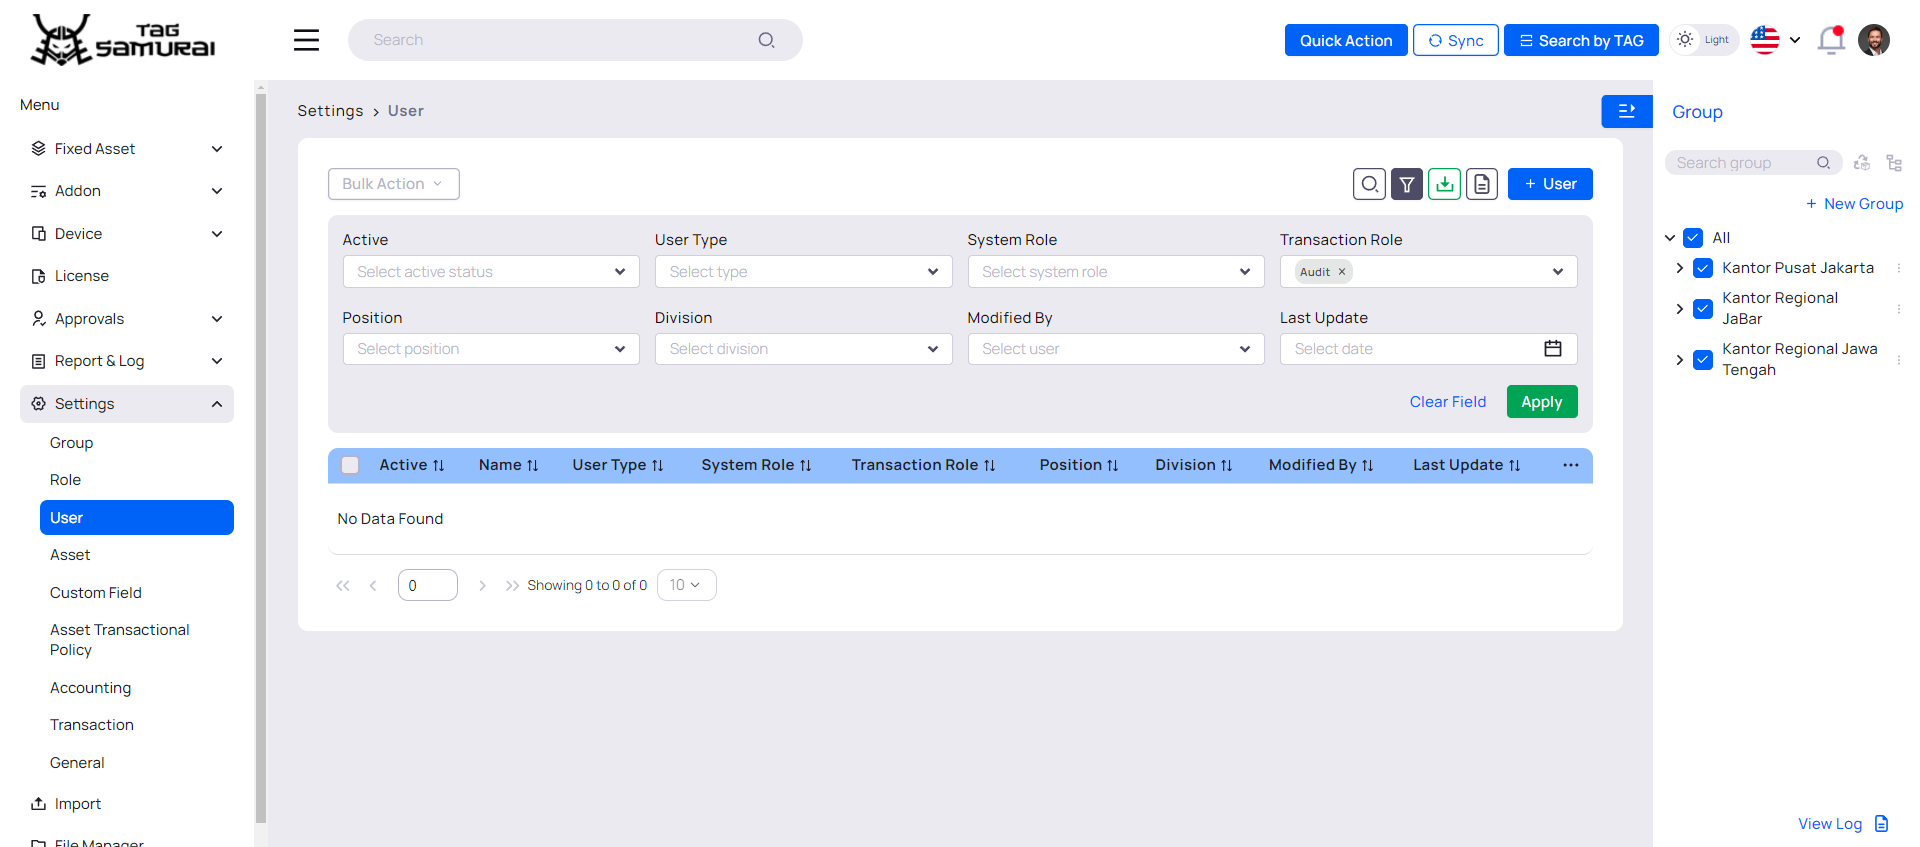 TAG SAMURAI
Search
Quick Action
Sync
Search by TAG
Light
Menu
Fixed Asset
Addon
Device
License
Approvals
Report & Log
Settings
Group
Role
User
Asset
Custom Field
Asset Transactional
Policy
Accounting
Transaction
General
Import
File Manager
Settings > User
Bulk Action
+ User
Active
User Type
System Role
Transaction Role
Select active status
Select type
Select system role
Audit ×
Position
Division
Modified By
Last Update
Select position
Select division
Select user
Select date
Clear Field
Apply
Active
Name
User Type
System Role
Transaction Role
Position
Division
Modified By
Last Update
No Data Found
0
Showing 0 to 0 of 0
10
Group
Search group
+ New Group
All
Kantor Pusat Jakarta
Kantor Regional
JaBar
Kantor Regional Jawa
Tengah
View Log